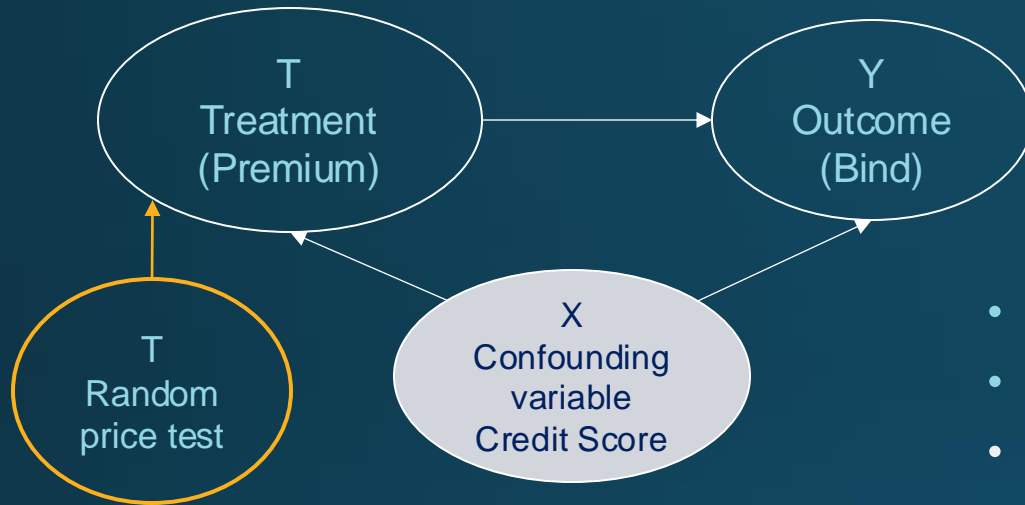 T
Treatment
(Premium)
Y
Outcome
(Bind)
T
Random
price test
X
Confounding
variable
Credit Score
•
•
•